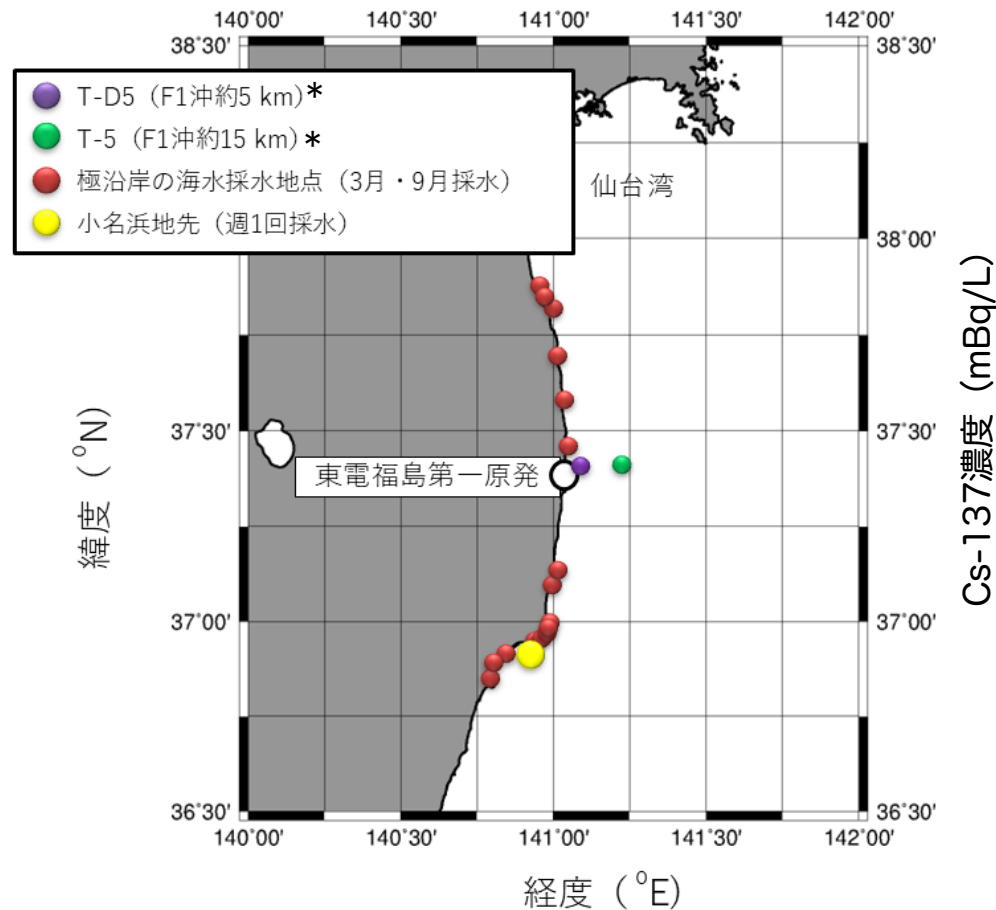 140˚00' 140˚30' 141˚00' 141˚30' 142˚00'
38˚30' 38˚30'
T-D5（F1沖約5 km）*
T-5（F1沖約15 km）*
極沿岸の海水採水地点（3月・9月採水）
小名浜地先（週1回採水）
仙台湾
38˚00'
37˚30' 37˚30'
東電福島第一原発
37˚00' 37˚00'
36˚30' 36˚30'
140˚00' 140˚30' 141˚00' 141˚30' 142˚00'
緯度（°N）
経度（°E）
Cs-137濃度（mBq/L）